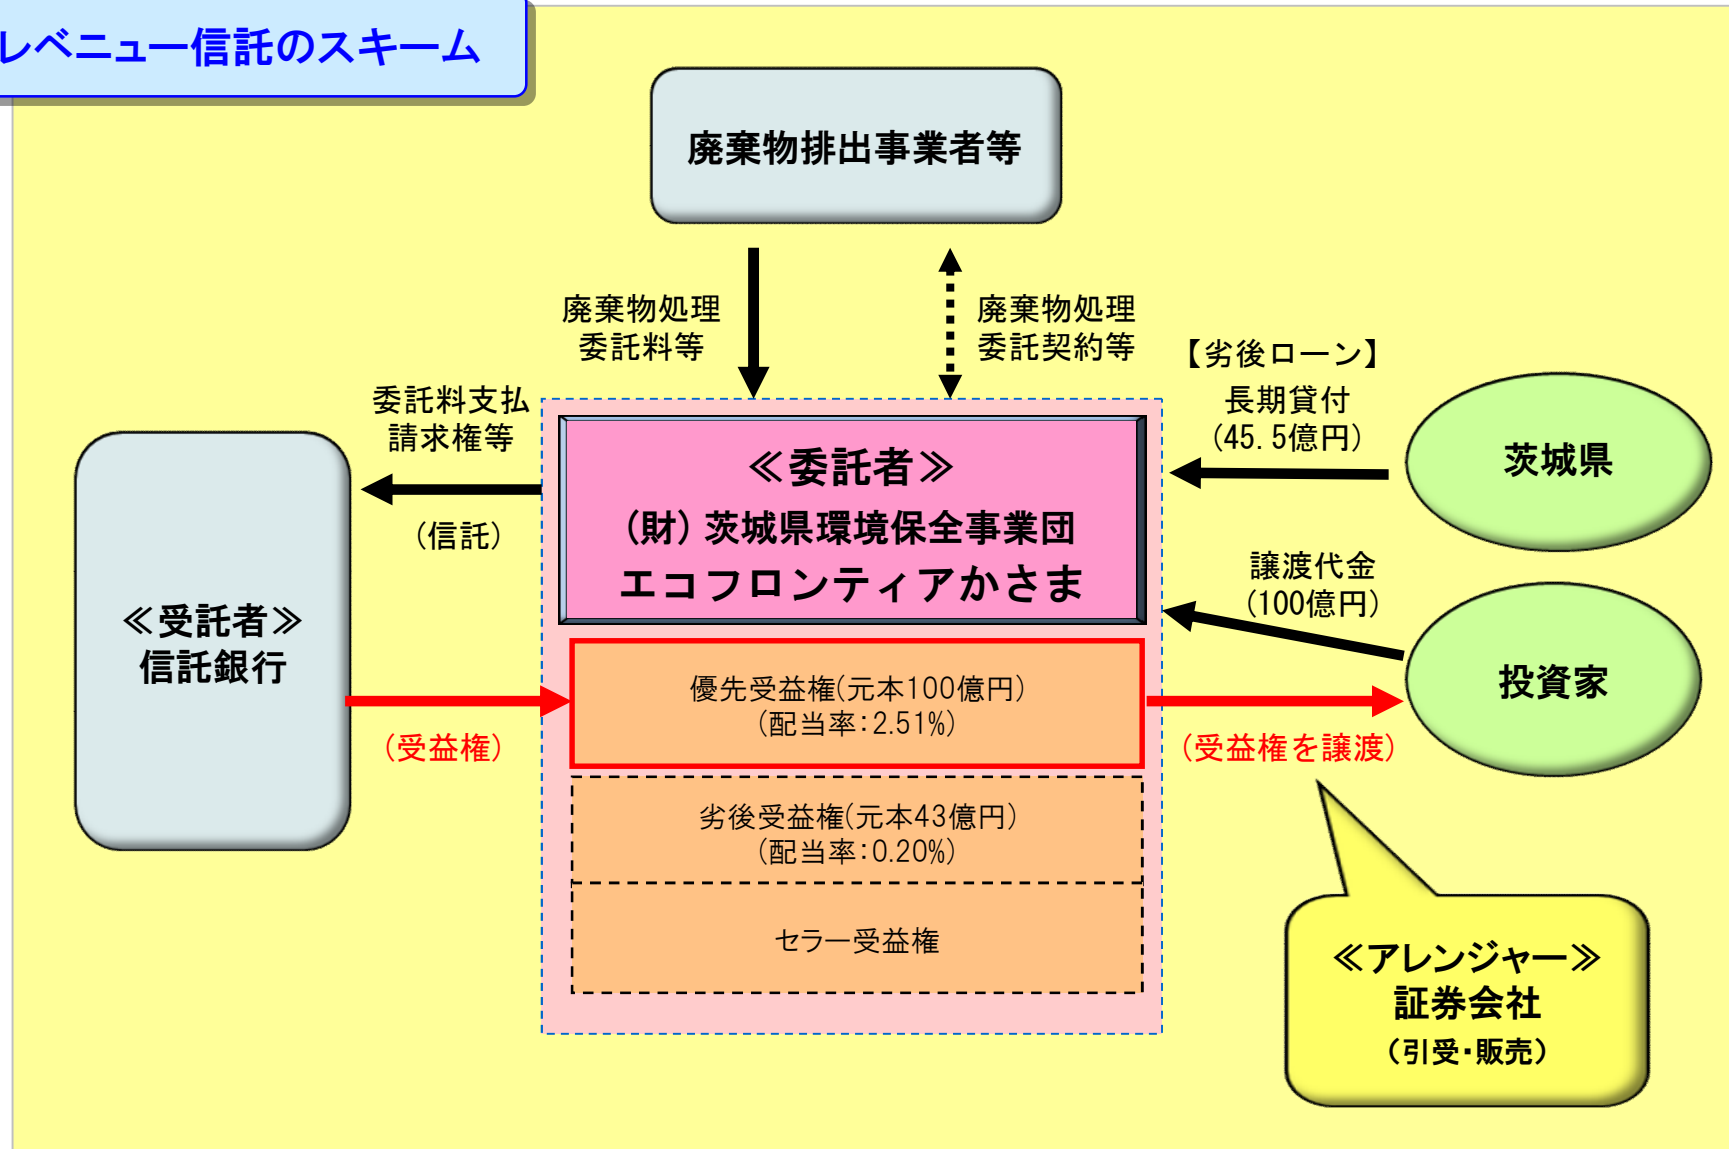 レベニュー信託のスキーム
廃棄物排出事業者等
廃棄物処理
委託料等
廃棄物処理
委託契約等
【劣後ローン】
長期貸付
(45.5億円)
茨城県
委託料支払
請求権等
(信託)
≪委託者≫
(財)茨城県環境保全事業団
エコフロンティアかさま
譲渡代金
(100億円)
投資家
≪受託者≫
信託銀行
(受益権)
優先受益権(元本100億円)
(配当率:2.51%)
(受益権を譲渡)
劣後受益権(元本43億円)
(配当率:0.20%)
セラー受益権
≪アレンジャー≫
証券会社
(引受・販売)